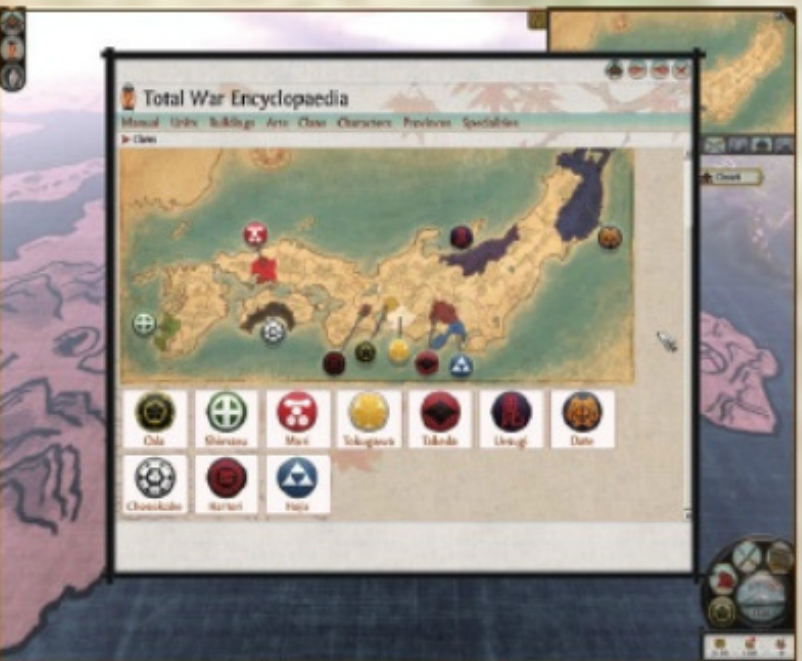 Total War Encyclopaedia
Manual Units Buildings Arts Clans Characters Provinces Specialities
Clans
Oda Shimazu Mori Tokugawa Takeda Uesugi Date
Chosokabe Hattori Hojo